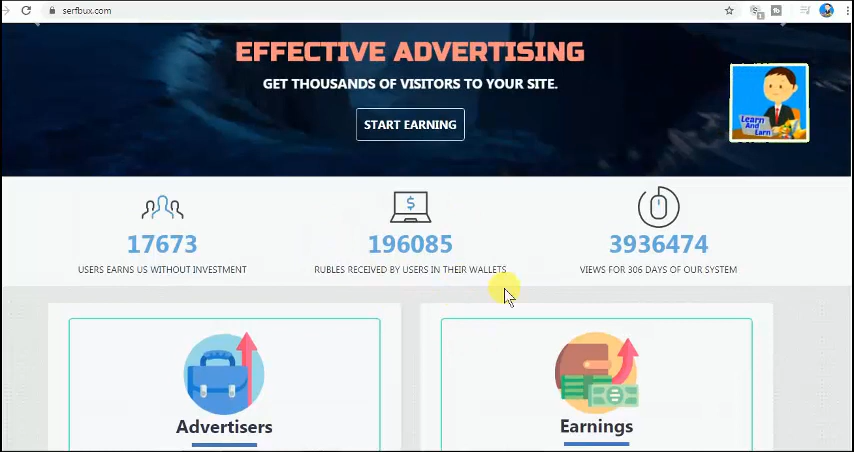 serfbux.com
1
EFFECTIVE ADVERTISING
GET THOUSANDS OF VISITORS TO YOUR SITE.
START EARNING
Learn
And
Earn
17673
196085
3936474
USERS EARNS US WITHOUT INVESTMENT
RUBLES RECEIVED BY USERS IN THEIR WALLETS
VIEWS FOR 306 DAYS OF OUR SYSTEM
Advertisers
Earnings